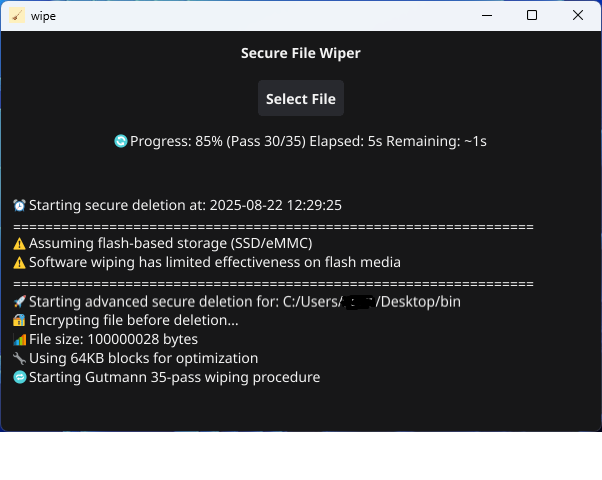 wipe
Secure File Wiper
Select File
Progress: 85% (Pass 30/35) Elapsed: 5s Remaining: ~1s
Starting secure deletion at: 2025-08-22 12:29:25
=================================================================
Assuming flash-based storage (SSD/eMMC)
Software wiping has limited effectiveness on flash media
=================================================================
Starting advanced secure deletion for: C:/Users/ /Desktop/bin
Encrypting file before deletion...
File size: 100000028 bytes
Using 64KB blocks for optimization
Starting Gutmann 35-pass wiping procedure